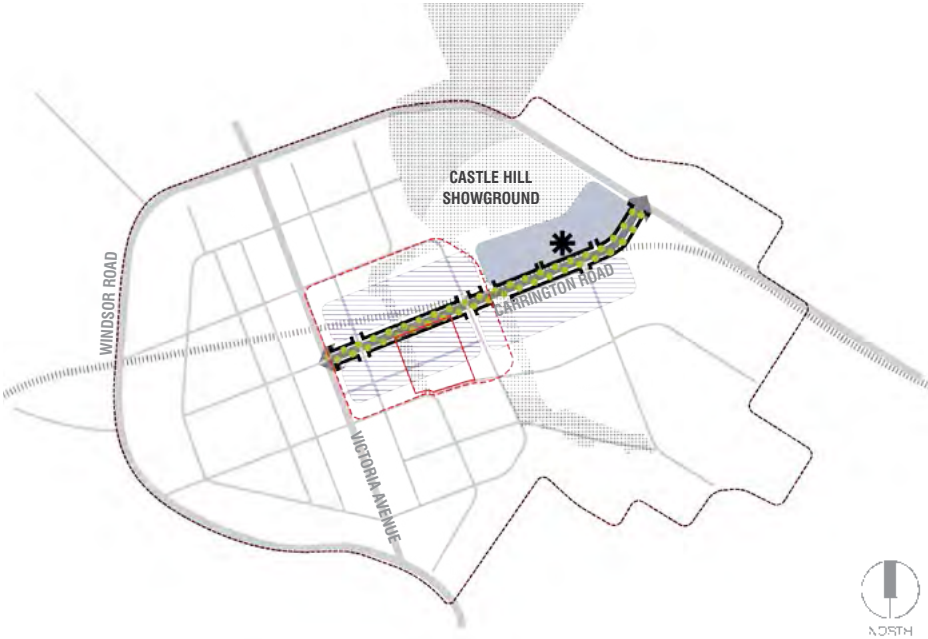 CASTLE HILL
SHOWGROUND
WINDSOR ROAD
CARRINGTON ROAD
VICTORIA AVENUE
NORTH